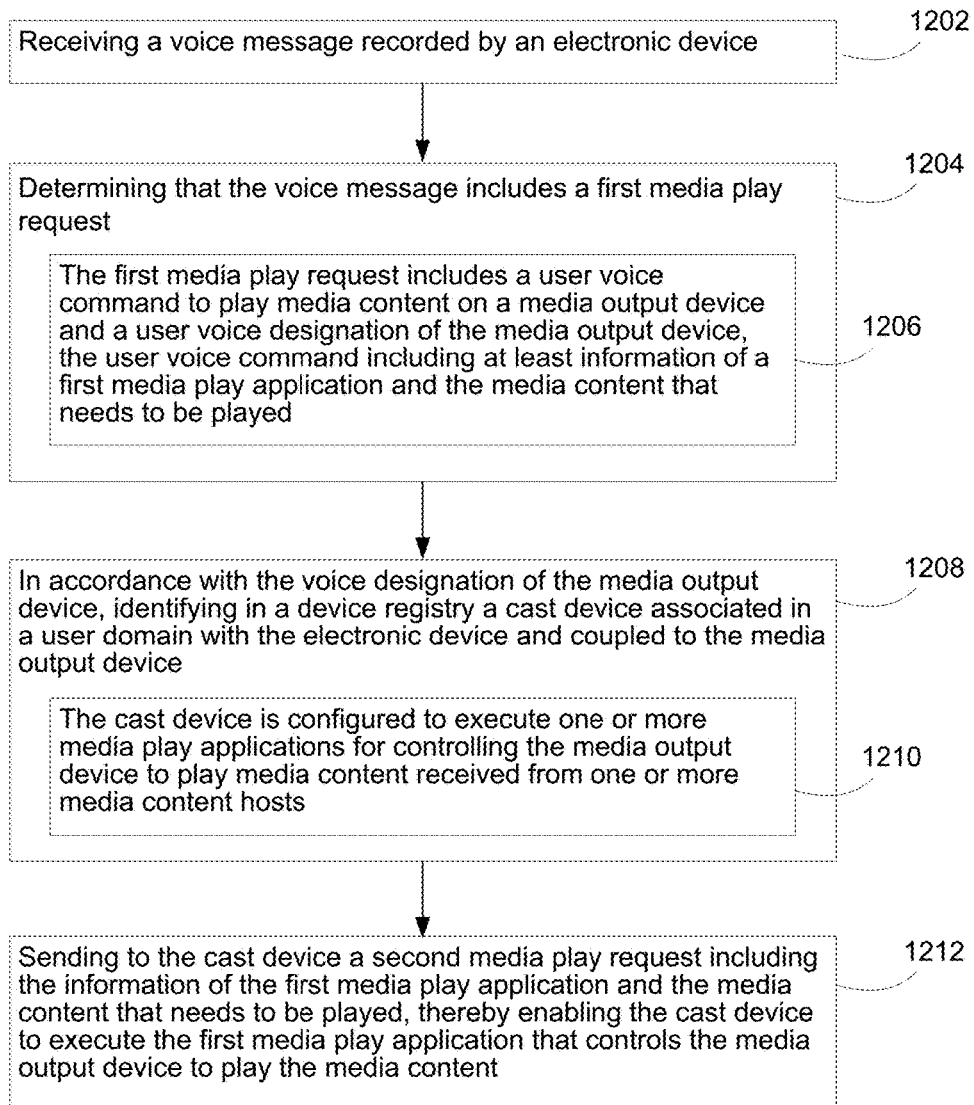 1202
Receiving a voice message recorded by an electronic device
1204
Determining that the voice message includes a first media play
request
The first media play request includes a user voice
command to play media content on a media output device
and a user voice designation of the media output device,
the user voice command including at least information of a
first media play application and the media content that
needs to be played
1206
1208
In accordance with the voice designation of the media output
device, identifying in a device registry a cast device associated in
a user domain with the electronic device and coupled to the media
output device
The cast device is configured to execute one or more
media play applications for controlling the media output
device to play media content received from one or more
media content hosts
1210
1212
Sending to the cast device a second media play request including
the information of the first media play application and the media
content that needs to be played, thereby enabling the cast device
to execute the first media play application that controls the media
output device to play the media content